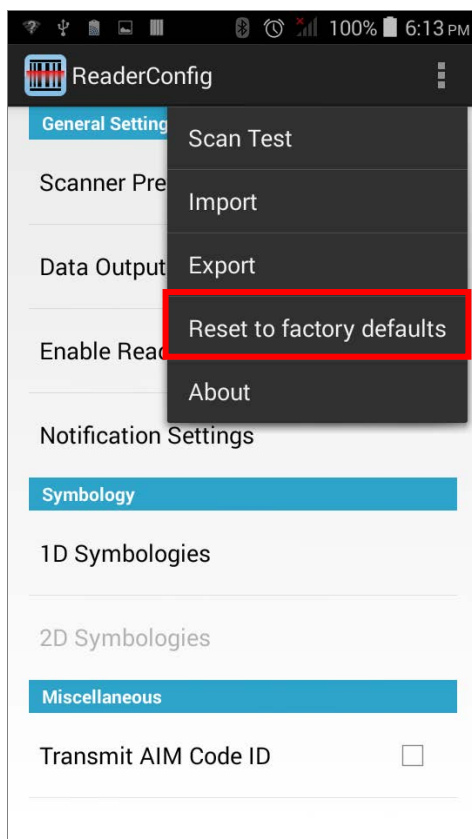 100% 6:13 PM
ReaderConfig
General Setting
Scan Test
Scanner Pre
Import
Data Output
Export
Reset to factory defaults
Enable Read
About
Notification Settings
Symbology
1D Symbologies
2D Symbologies
Miscellaneous
Transmit AIM Code ID